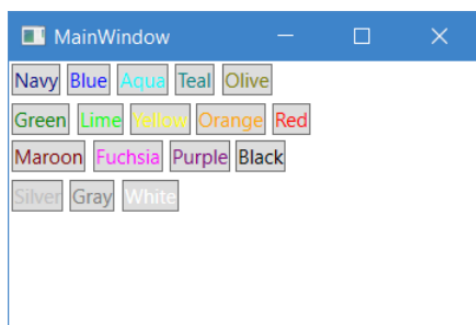 MainWindow
Navy Blue Aqua Teal Olive
Green Lime Yellow Orange Red
Maroon Fuchsia Purple Black
Silver Gray White